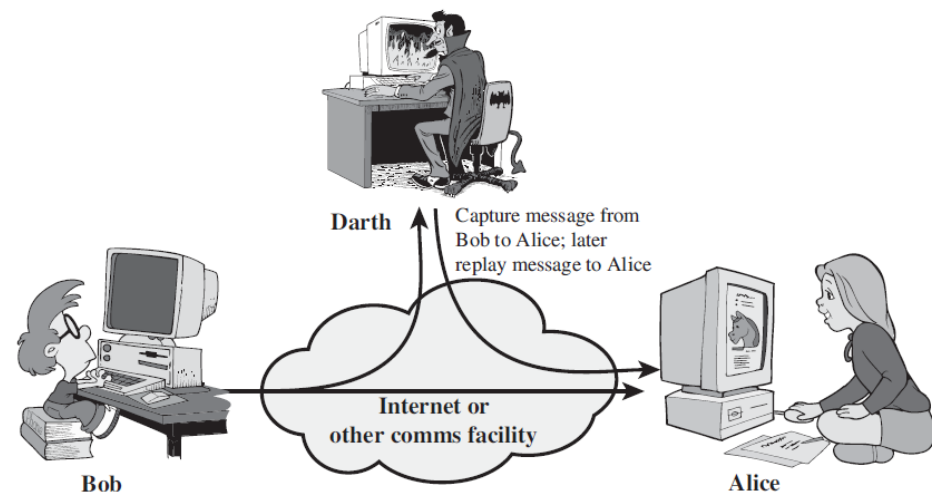 Darth
Capture message from
Bob to Alice; later
replay message to Alice
Internet or
other comms facility
Bob
Alice